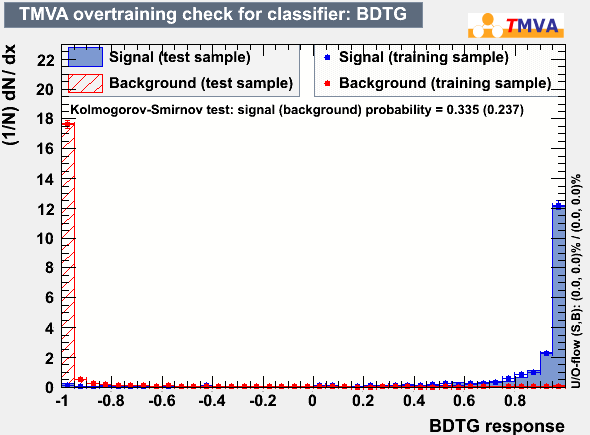 TMVA overtraining check for classifier: BDTG
TMVA
Signal (test sample)
Background (test sample)
Signal (training sample)
Background (training sample)
Kolmogorov-Smirnov test: signal (background) probability = 0.335 (0.237)
(1/N) dN / dx
22
20
18
16
14
12
10
8
6
4
2
0
-1 -0.8 -0.6 -0.4 -0.2 0 0.2 0.4 0.6 0.8 1
BDTG response
U/O-flow (S,B): (0.0, 0.0)% / (0.0, 0.0)%